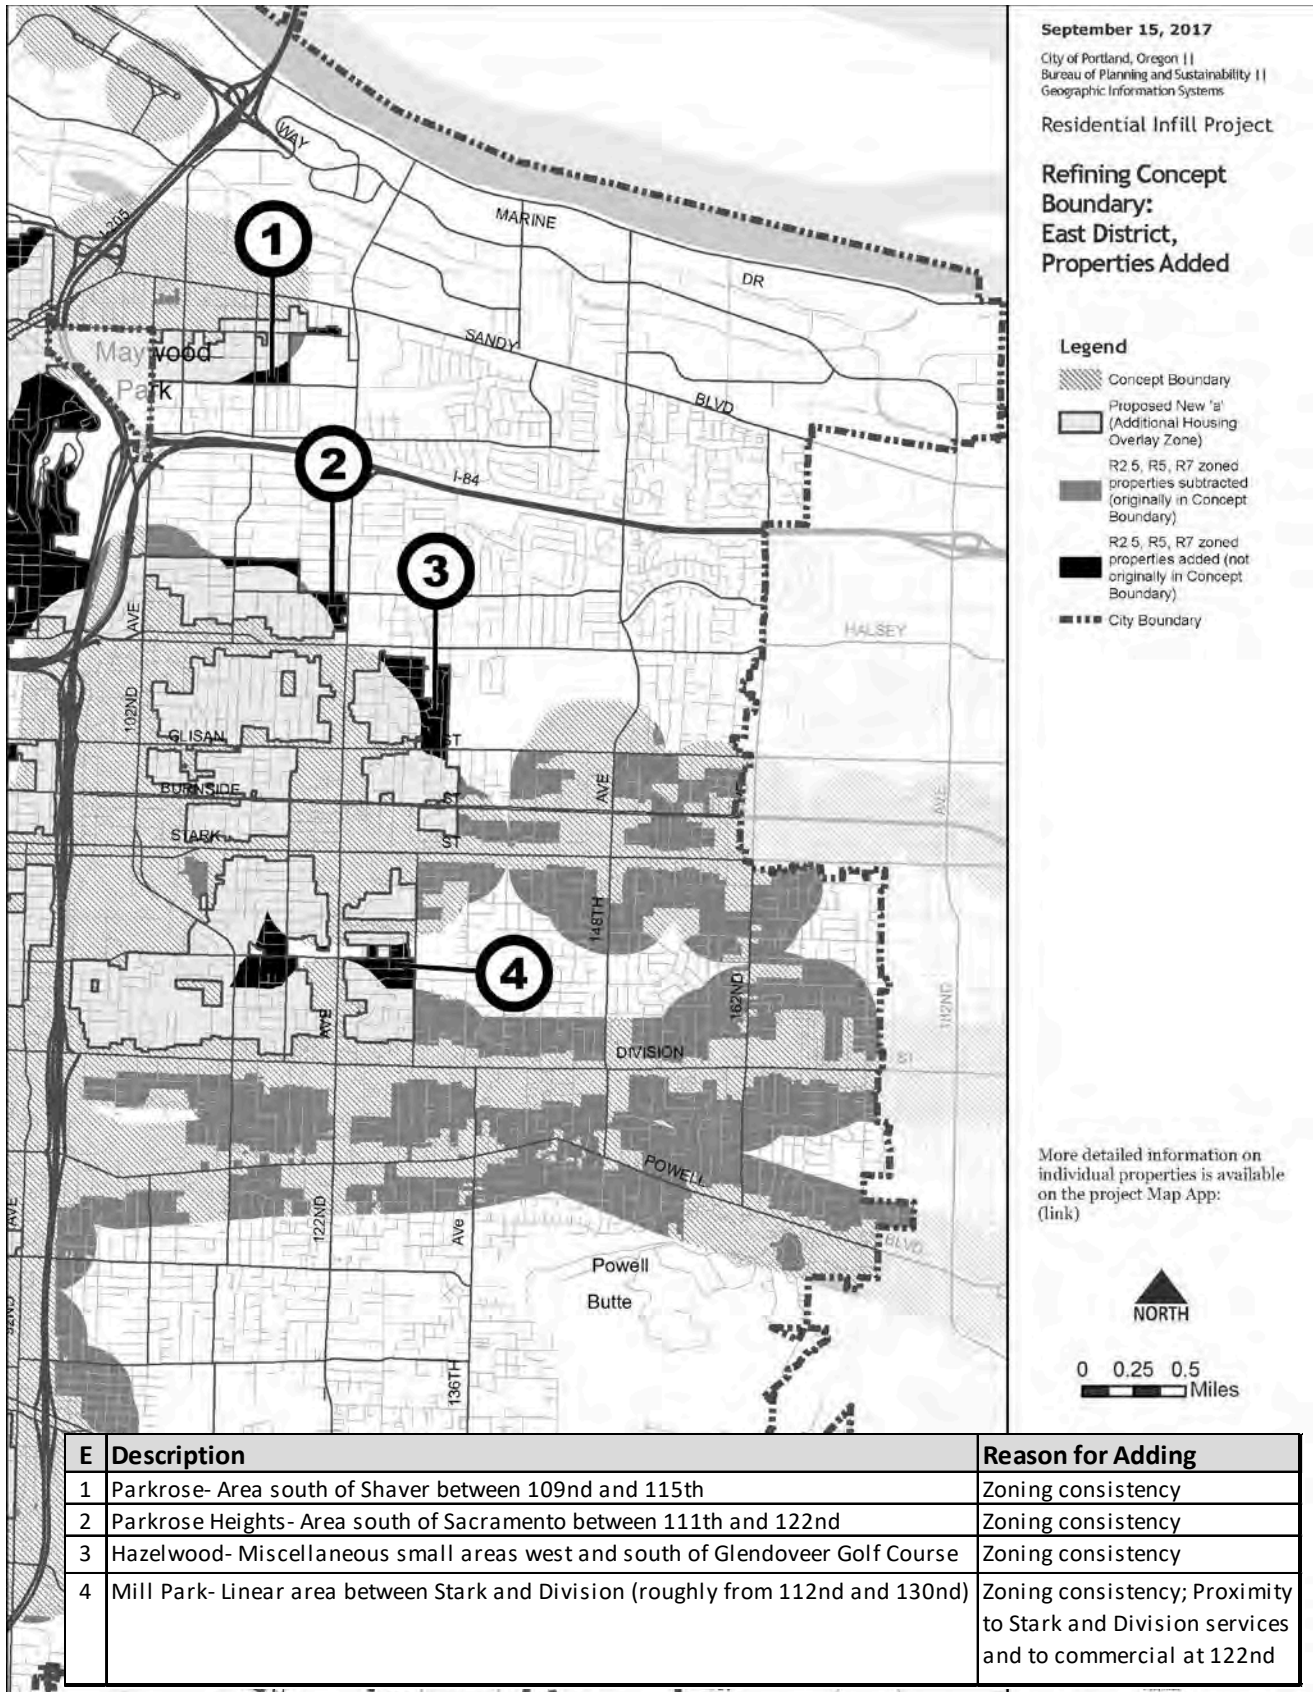 September 15, 2017
City of Portland, Oregon ||
Bureau of Planning and Sustainability ||
Geographic Information Systems
Residential Infill Project
Refining Concept
Boundary:
East District,
Properties Added
Legend
Concept Boundary
Proposed New 'a'
(Additional Housing
Overlay Zone)
R2.5, R5, R7 zoned
properties subtracted
(originally in Concept
Boundary)
R2.5, R5, R7 zoned
properties added (not
originally in Concept
Boundary)
City Boundary
WAY
MARINE
DR
I-205
1
SANDY
Maywood
Park
BLVD
2
I-84
3
AVE
HALSEY
102ND
GLISAN
ST
BURNSIDE
ST
AVE
AVE
STARK
ST
148TH
4
162ND
182ND
AVE
DIVISION
ST
POWELL
122ND
AVE
AVe
BLVD
Powell
Butte
92ND
136TH
More detailed information on
individual properties is available
on the project Map App:
(link)
NORTH
0 0.25 0.5
Miles
E Description Reason for Adding
1 Parkrose- Area south of Shaver between 109nd and 115th Zoning consistency
2 Parkrose Heights- Area south of Sacramento between 111th and 122nd Zoning consistency
3 Hazelwood- Miscellaneous small areas west and south of Glendoveer Golf Course Zoning consistency
4 Mill Park- Linear area between Stark and Division (roughly from 112nd and 130nd) Zoning consistency; Proximity
to Stark and Division services
and to commercial at 122nd